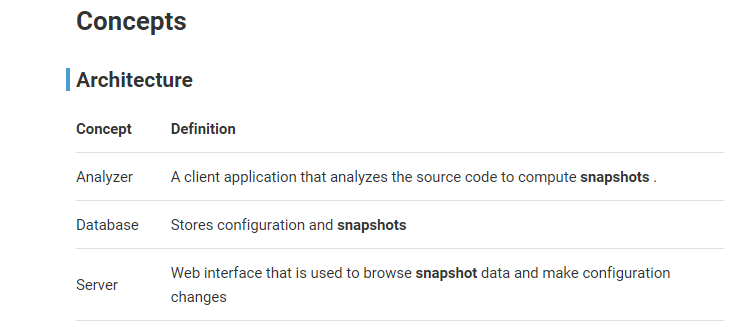 Concepts
Architecture
Concept Definition
Analyzer A client application that analyzes the source code to compute snapshots .
Database Stores configuration and snapshots
Web interface that is used to browse snapshot data and make configuration
Server
changes